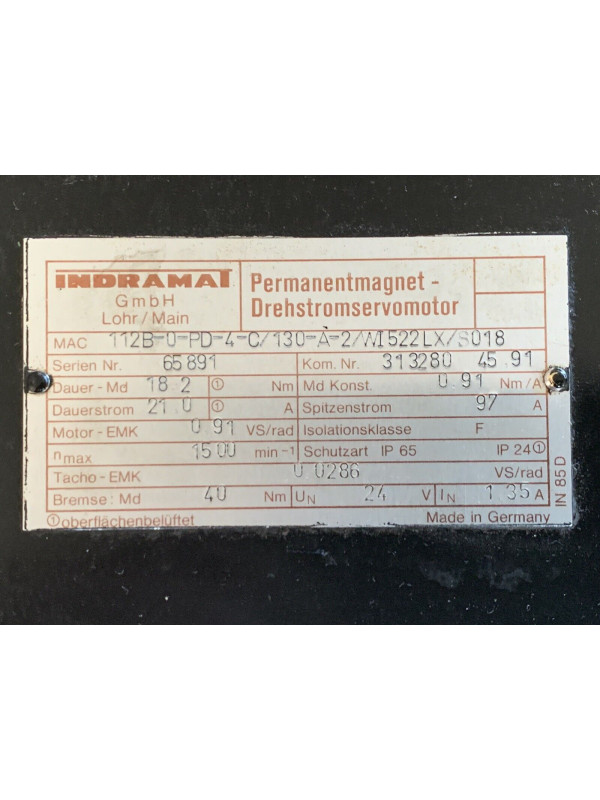 INDRAMAT
GmbH
Lohr/Main
Permanentmagnet -
Drehstromservomotor
MAC 112B-0-PD-4-C/130-A-2/WI522LX/S018
Serien Nr. 65891 Kom. Nr. 313280 45.91
Dauer - Md 18 2 ① Nm Md Konst. 0.91 Nm/A
Dauerstrom 21 0 ① A Spitzenstrom 97 A
Motor - EMK 0 91 VS/rad Isolationsklasse F
n max 1500 min-1 Schutzart IP 65 IP 24①
Tacho - EMK 0 0286 VS/rad
Bremse: Md 40 Nm UN 24 V IN 1 35 A
①oberflächenbelüftet Made in Germany
IN 85 D